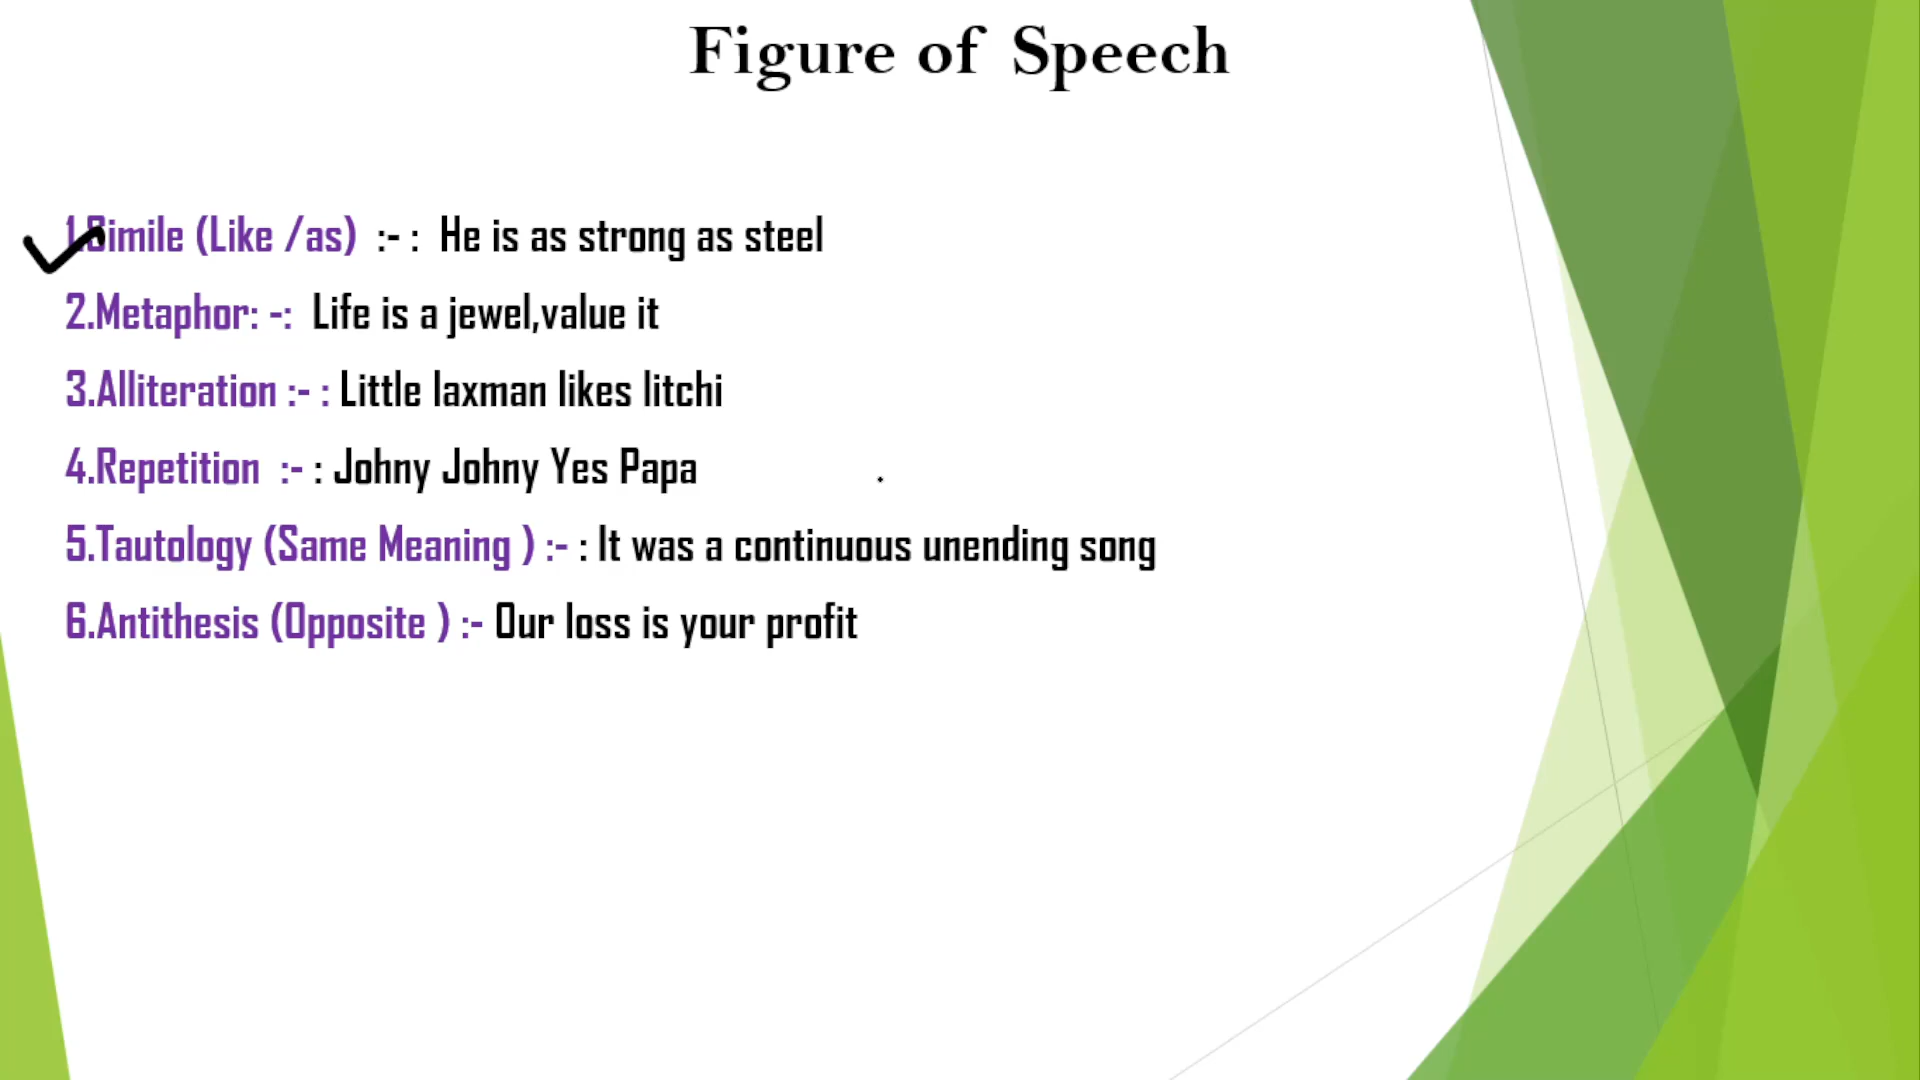 Figure of Speech
1.Simile (Like /as) :- : He is as strong as steel
2.Metaphor: -: Life is a jewel,value it
3.Alliteration :- : Little laxman likes litchi
4.Repetition :- : Johny Johny Yes Papa
5.Tautology (Same Meaning ) :- : It was a continuous unending song
6.Antithesis (Opposite ) :- Our loss is your profit